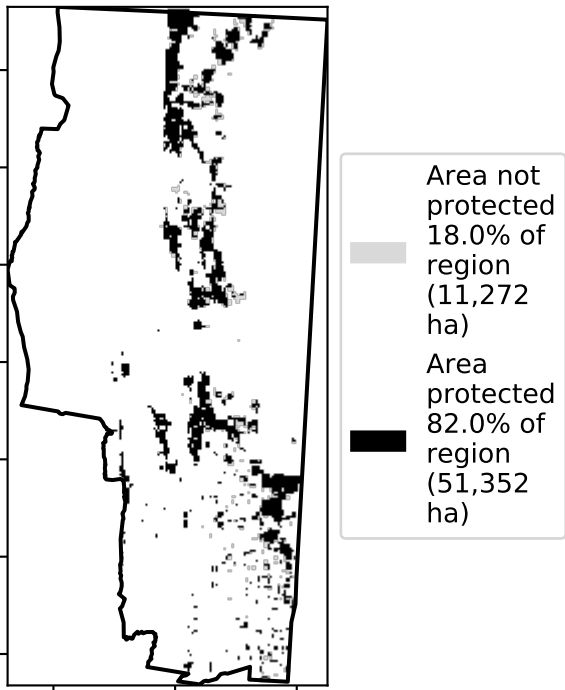 Area not
protected
18.0% of
region
(11,272
ha)
Area
protected
82.0% of
region
(51,352
ha)